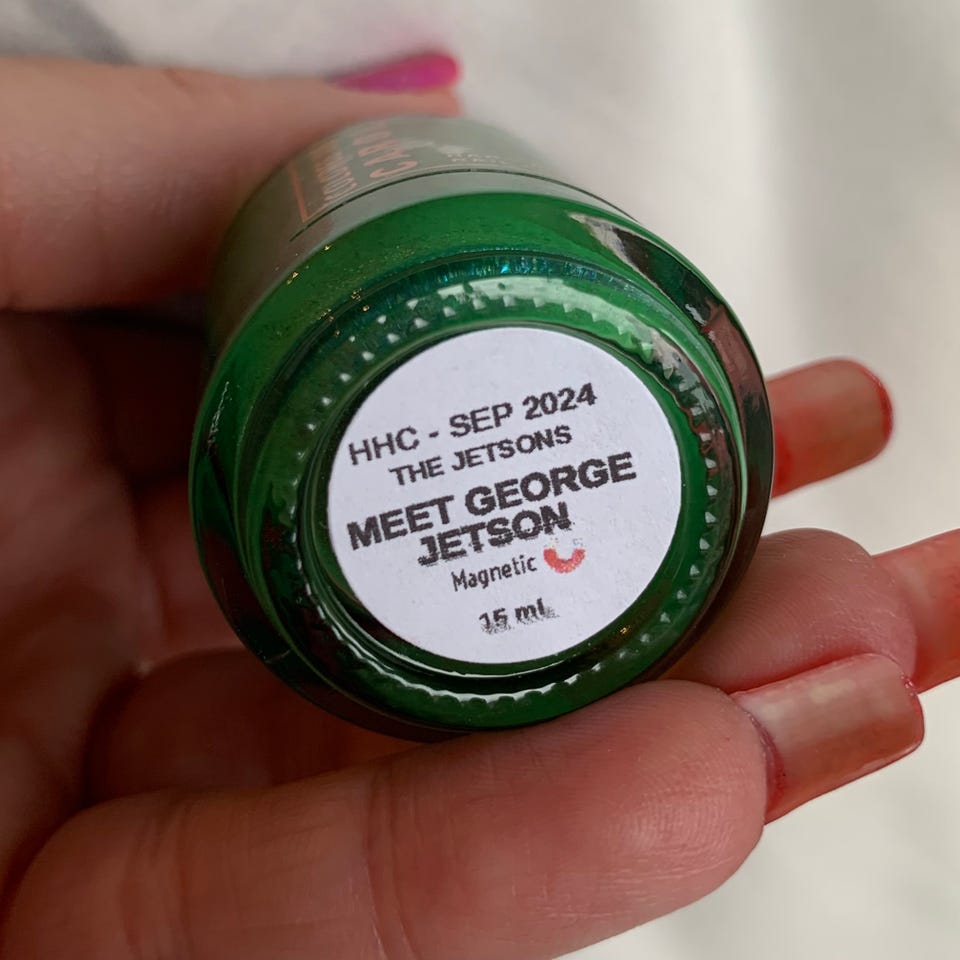 HHC - SEP 2024
THE JETSONS
MEET GEORGE
JETSON
Magnetic
15 ml